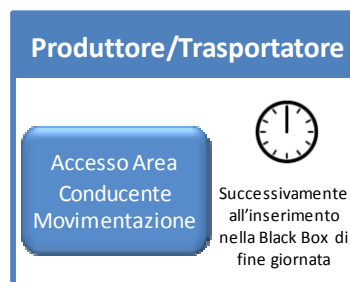 Produttore/Trasportatore
Accesso Area
Conducente
Movimentazione
Successivamente
all'inserimento
nella Black Box di
fine giornata